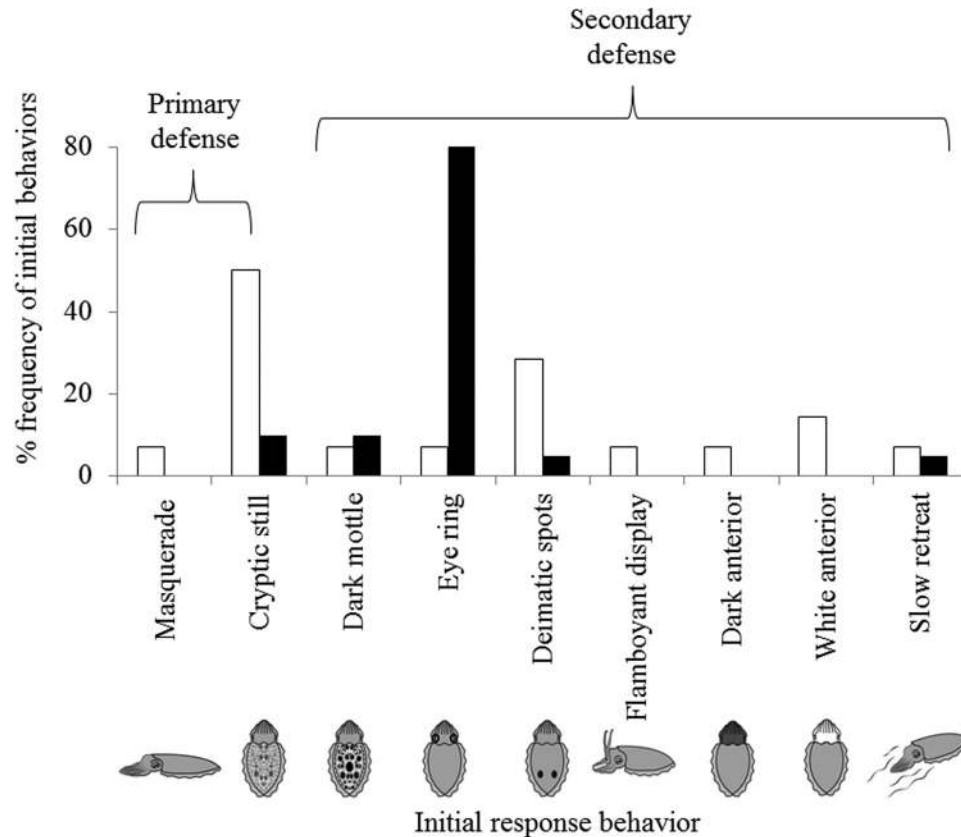 Secondary
defense
Primary
defense
% frequency of initial behaviors
80
60
40
20
0
Masquerade
Cryptic still
Dark mottle
Eye ring
Deimatic spots
Flamboyant display
Dark anterior
White anterior
Slow retreat
Initial response behavior